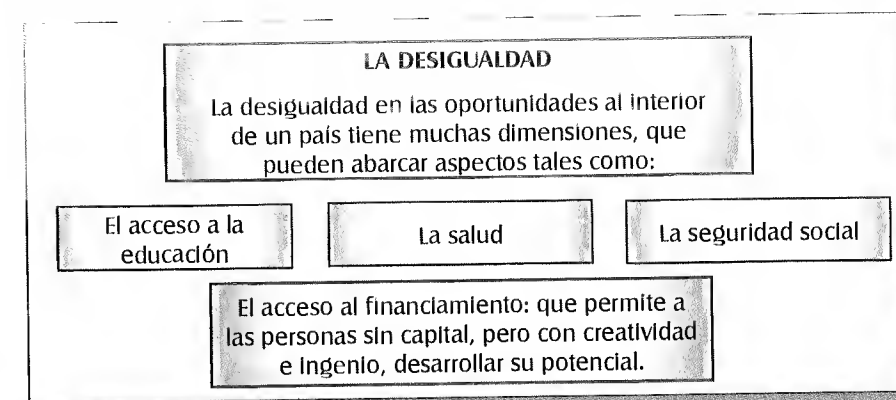 LA DESIGUALDAD
La desigualdad en las oportunidades al interior
de un país tiene muchas dimensiones, que
pueden abarcar aspectos tales como:
El acceso a la
educación
La salud
La seguridad social
El acceso al financiamiento: que permite a
las personas sin capital, pero con creatividad
e ingenio, desarrollar su potencial.